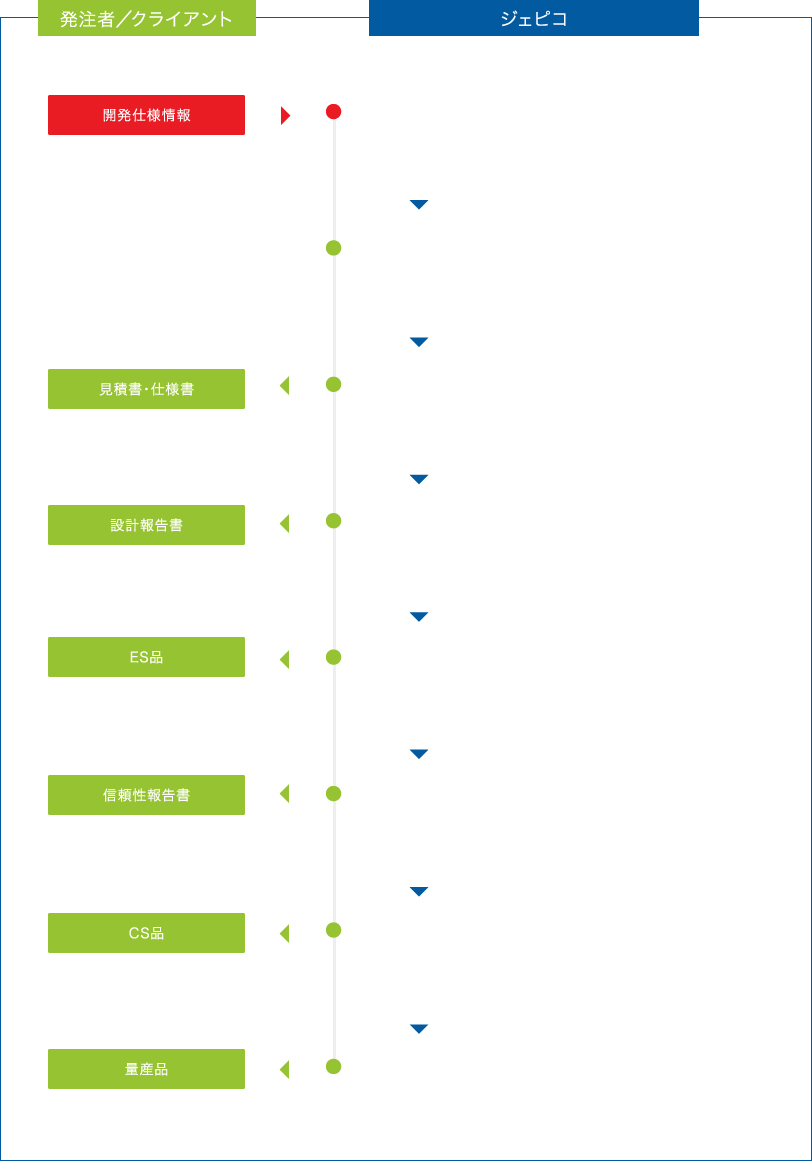 発注者／クライアント
ジェピコ
開発仕様情報
見積書・仕様書
設計報告書
ES品
信頼性報告書
CS品
量産品